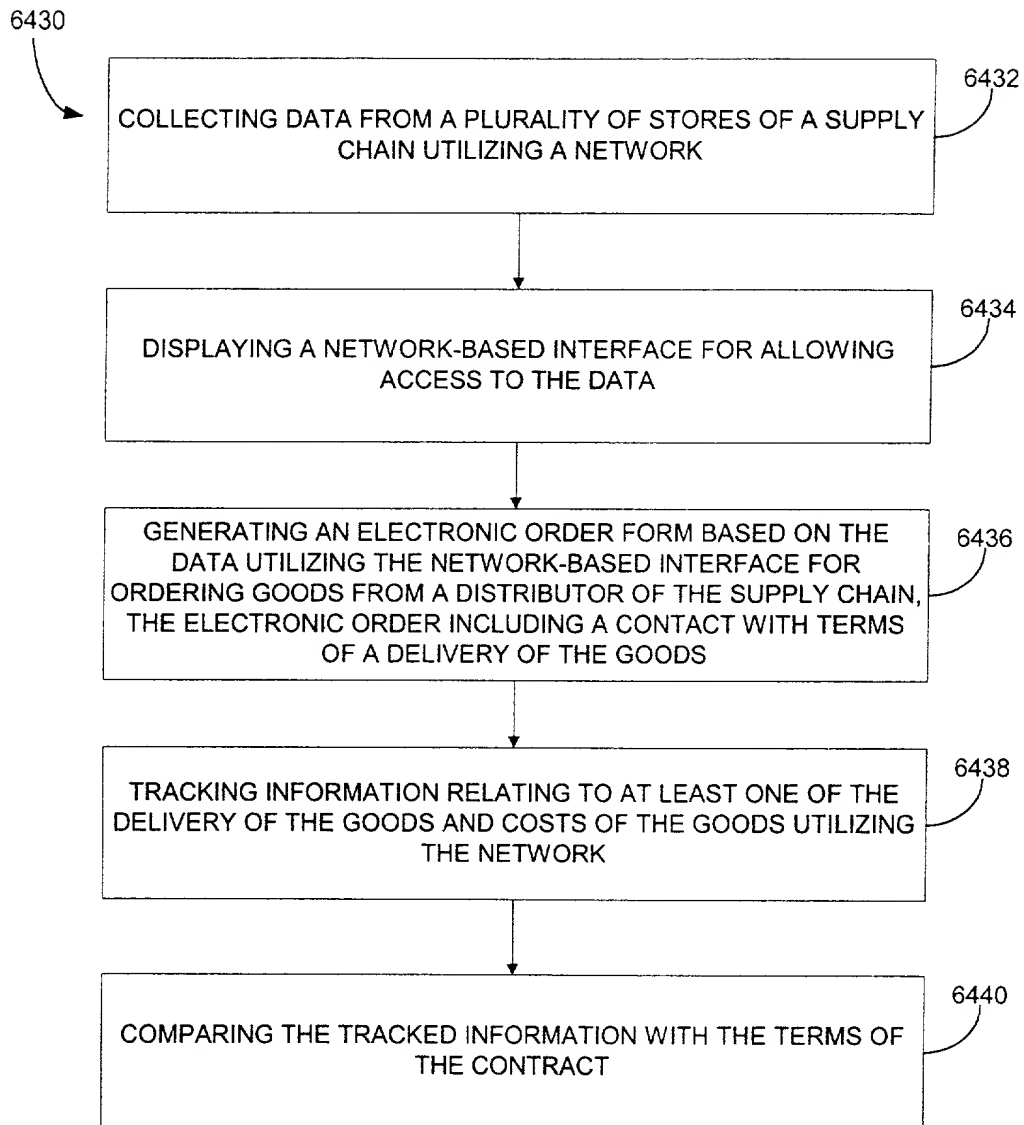 6430
6432
COLLECTING DATA FROM A PLURALITY OF STORES OF A SUPPLY
CHAIN UTILIZING A NETWORK
6434
DISPLAYING A NETWORK-BASED INTERFACE FOR ALLOWING
ACCESS TO THE DATA
6436
GENERATING AN ELECTRONIC ORDER FORM BASED ON THE
DATA UTILIZING THE NETWORK-BASED INTERFACE FOR
ORDERING GOODS FROM A DISTRIBUTOR OF THE SUPPLY CHAIN,
THE ELECTRONIC ORDER INCLUDING A CONTACT WITH TERMS
OF A DELIVERY OF THE GOODS
6438
TRACKING INFORMATION RELATING TO AT LEAST ONE OF THE
DELIVERY OF THE GOODS AND COSTS OF THE GOODS UTILIZING
THE NETWORK
6440
COMPARING THE TRACKED INFORMATION WITH THE TERMS OF
THE CONTRACT